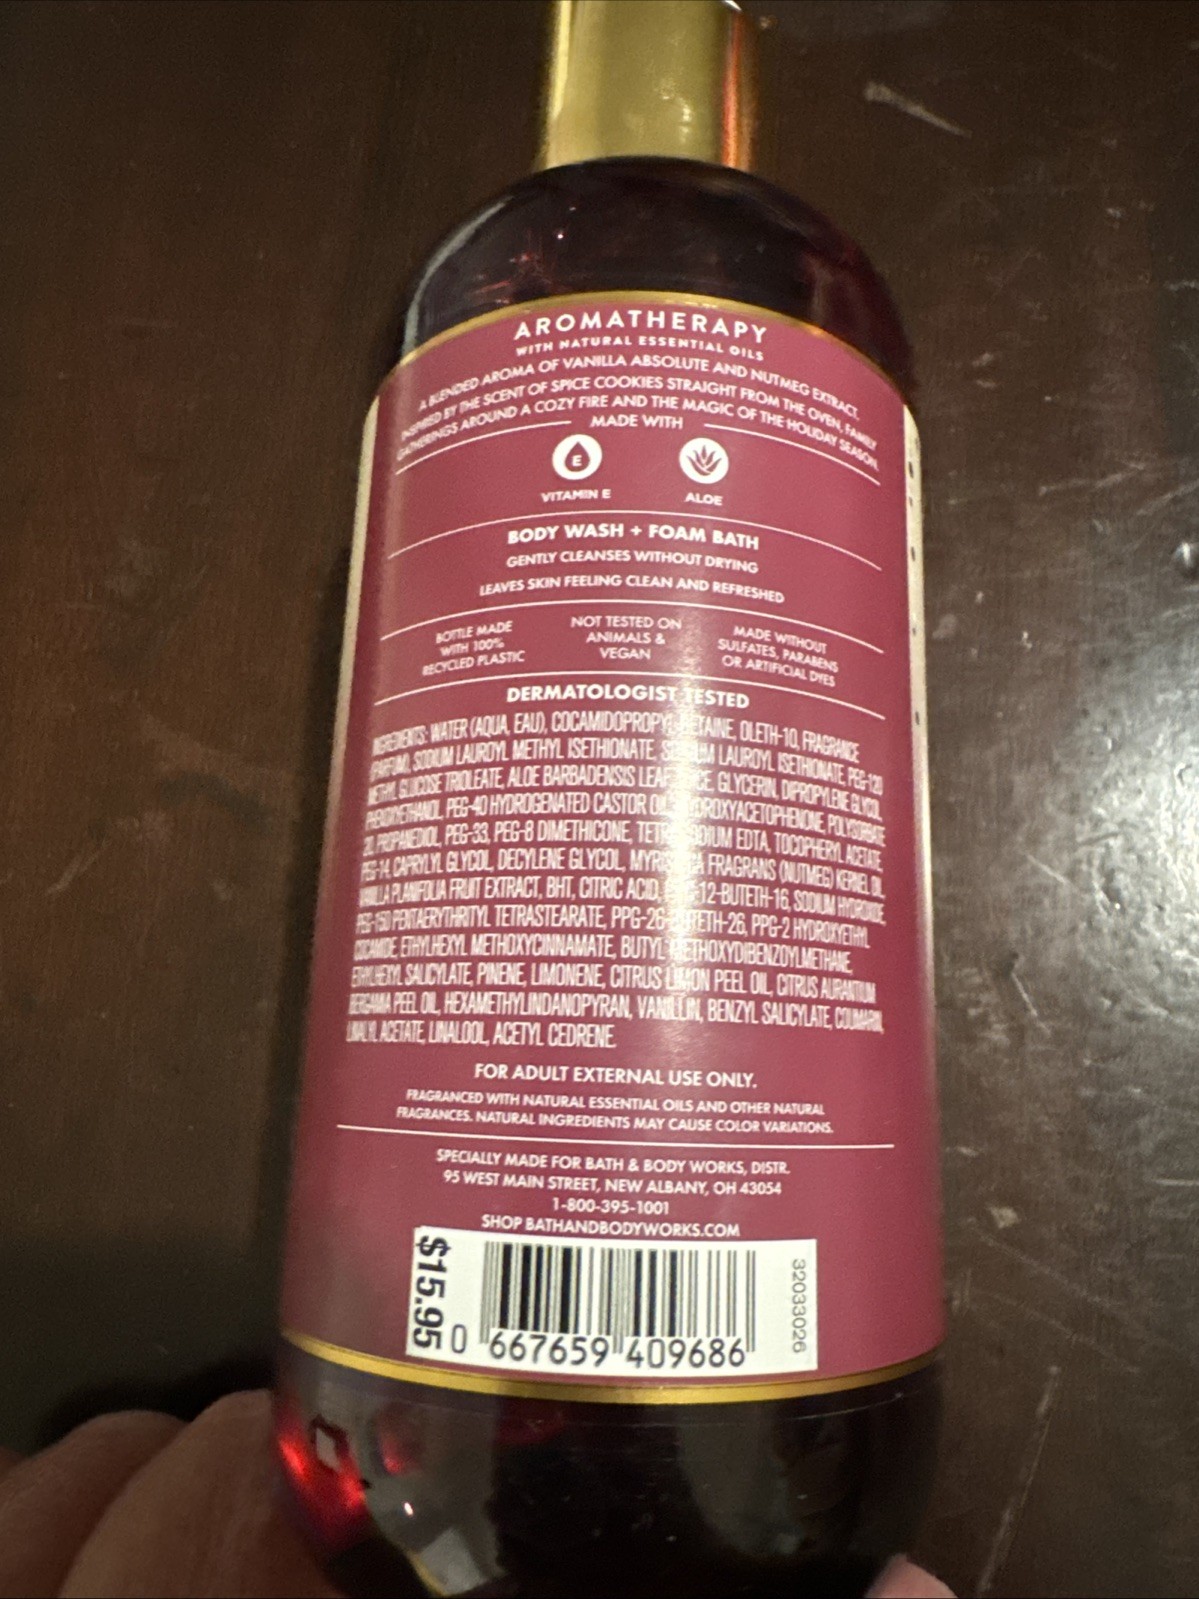 AROMATHERAPY
WITH NATURAL ESSENTIAL OILS
A BLENDED AROMA OF VANILLA ABSOLUTE AND NUTMEG EXTRACT,
INSPIRED BY THE SCENT OF SPICE COOKIES STRAIGHT FROM THE OVEN, FAMILY
GATHERINGS AROUND A COZY FIRE AND THE MAGIC OF THE HOLIDAY SEASON.
MADE WITH
E
VITAMIN E ALOE
BODY WASH + FOAM BATH
GENTLY CLEANSES WITHOUT DRYING
LEAVES SKIN FEELING CLEAN AND REFRESHED
BOTTLE MADE
WITH 100%
RECYCLED PLASTIC
NOT TESTED ON
ANIMALS &
VEGAN
MADE WITHOUT
SULFATES, PARABENS
OR ARTIFICIAL DYES
DERMATOLOGIST TESTED
INGREDIENTS: WATER (AQUA, EAU), COCAMIDOPROPYL BETAINE, OLETH-10, FRAGRANCE
(PARFUM), SODIUM LAUROYL METHYL ISETHIONATE, SODIUM LAUROYL ISETHIONATE, PEG-120
METHYL GLUCOSE TRIOLEATE, ALOE BARBADENSIS LEAF JUICE, GLYCERIN, DIPROPYLENE GLYCOL,
PHENOXYETHANOL, PEG-40 HYDROGENATED CASTOR OIL, HYDROXYACETOPHENONE, POLYSORBATE
20, PROPANEDIOL, PEG-33, PEG-8 DIMETHICONE, TETRASODIUM EDTA, TOCOPHERYL ACETATE,
PEG-14, CAPRYLYL GLYCOL, DECYLENE GLYCOL, MYRISTICA FRAGRANS (NUTMEG) KERNEL OIL,
VANILLA PLANIFOLIA FRUIT EXTRACT, BHT, CITRIC ACID, PPG-12-BUTETH-16, SODIUM HYDROXIDE,
PEG-150 PENTAERYTHRITYL TETRASTEARATE, PPG-26-BUTETH-26, PPG-2 HYDROXYETHYL
COCAMIDE, ETHYLHEXYL METHOXYCINNAMATE, BUTYL METHOXYDIBENZOYLMETHANE,
ETHYLHEXYL SALICYLATE, PINENE, LIMONENE, CITRUS LIMON PEEL OIL, CITRUS AURANTIUM
BERGAMIA PEEL OIL, HEXAMETHYLINDANOPYRAN, VANILLIN, BENZYL SALICYLATE, COUMARIN,
LINALYL ACETATE, LINALOOL, ACETYL CEDRENE.
FOR ADULT EXTERNAL USE ONLY.
FRAGRANCED WITH NATURAL ESSENTIAL OILS AND OTHER NATURAL
FRAGRANCES. NATURAL INGREDIENTS MAY CAUSE COLOR VARIATIONS.
SPECIALLY MADE FOR BATH & BODY WORKS, DISTR.
95 WEST MAIN STREET, NEW ALBANY, OH 43054
1-800-395-1001
SHOP BATHANDBODYWORKS.COM
$15.95
0 667659 409686
32033026